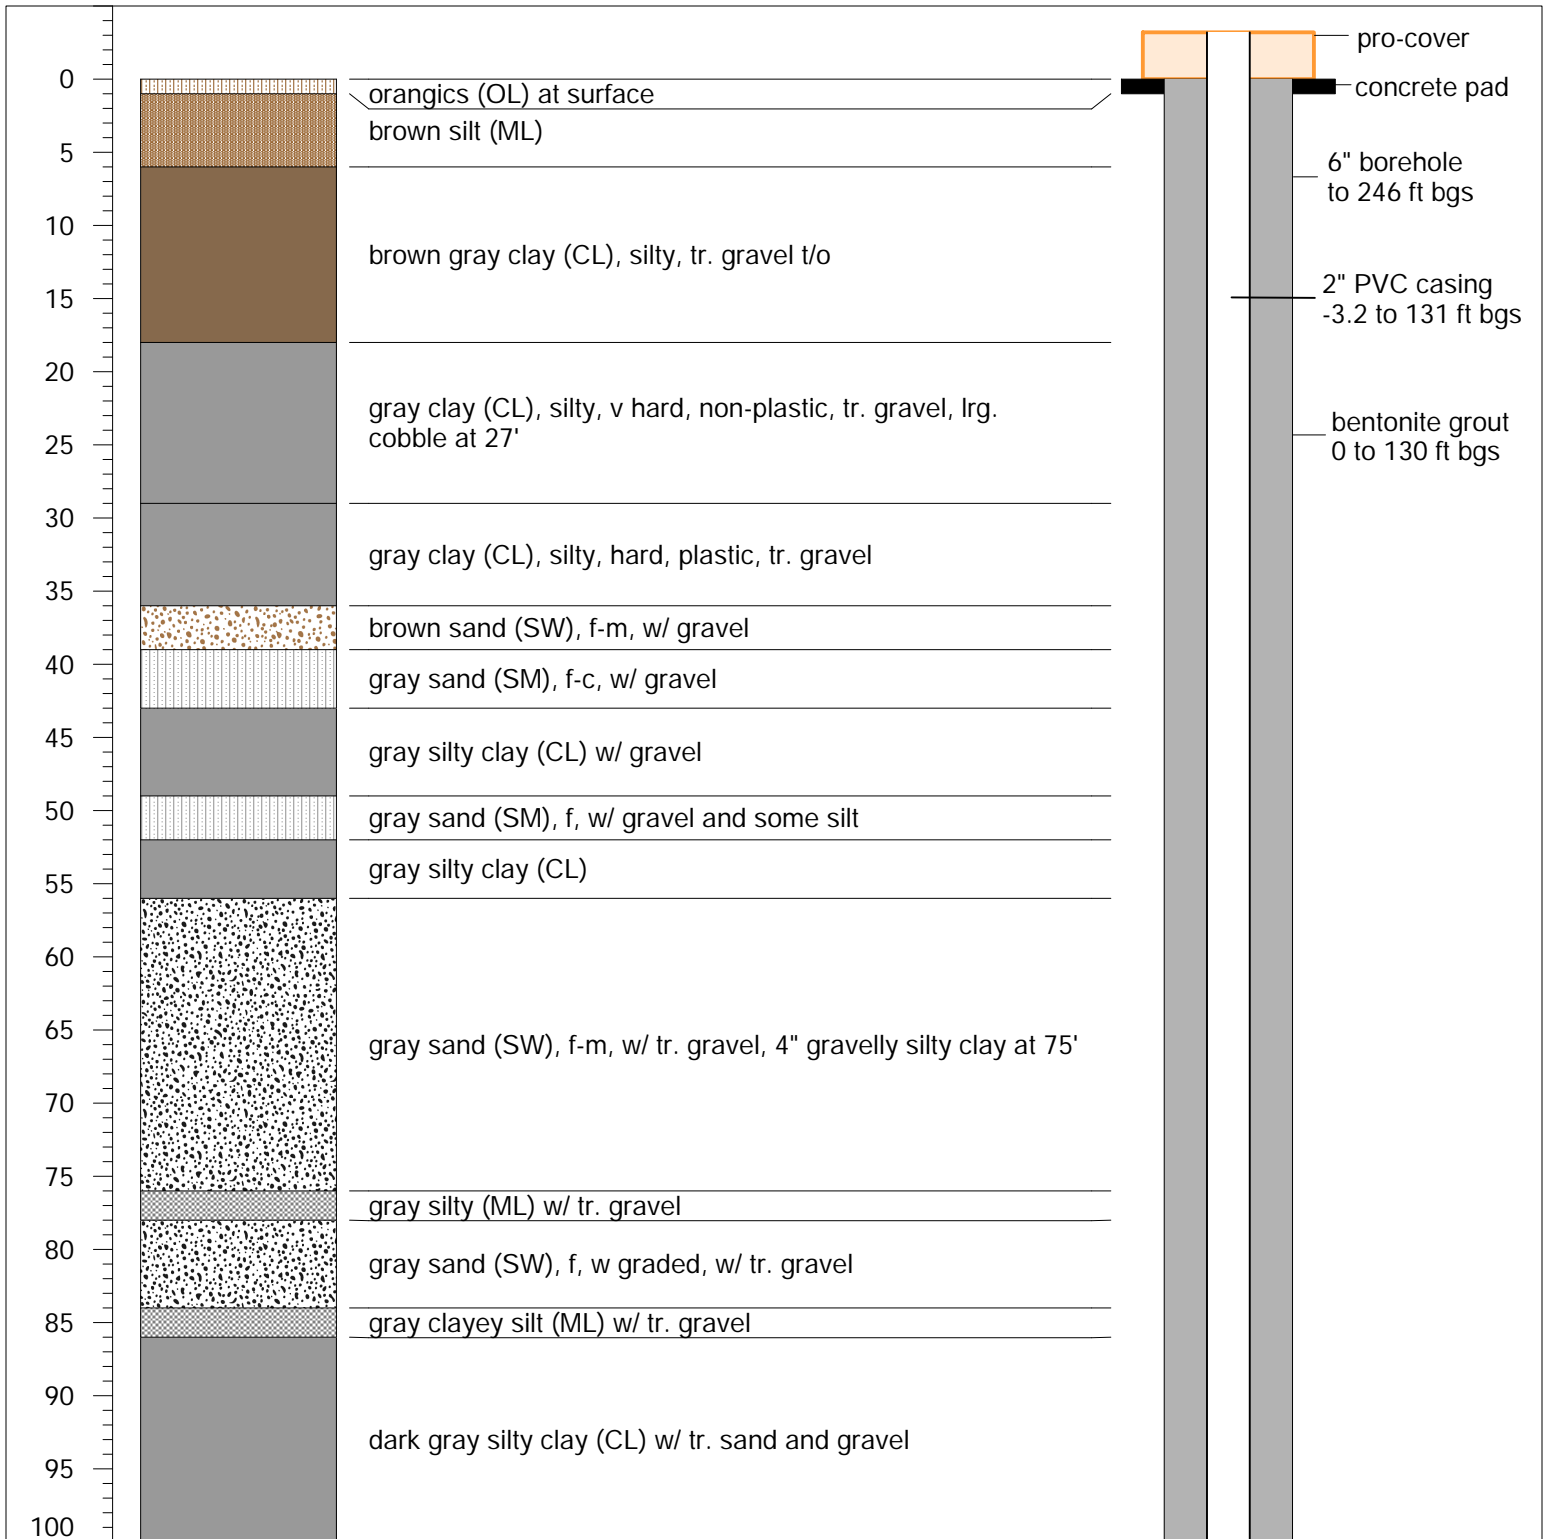 0
5
10
15
20
25
30
35
40
45
50
55
60
65
70
75
80
85
90
95
100
orangics (OL) at surface
brown silt (ML)
brown gray clay (CL), silty, tr. gravel t/o
gray clay (CL), silty, v hard, non-plastic, tr. gravel, lrg.
cobble at 27'
gray clay (CL), silty, hard, plastic, tr. gravel
brown sand (SW), f-m, w/ gravel
gray sand (SM), f-c, w/ gravel
gray silty clay (CL) w/ gravel
gray sand (SM), f, w/ gravel and some silt
gray silty clay (CL)
gray sand (SW), f-m, w/ tr. gravel, 4" gravelly silty clay at 75'
gray silty (ML) w/ tr. gravel
gray sand (SW), f, w graded, w/ tr. gravel
gray clayey silt (ML) w/ tr. gravel
dark gray silty clay (CL) w/ tr. sand and gravel
pro-cover
concrete pad
6" borehole
to 246 ft bgs
2" PVC casing
-3.2 to 131 ft bgs
bentonite grout
0 to 130 ft bgs